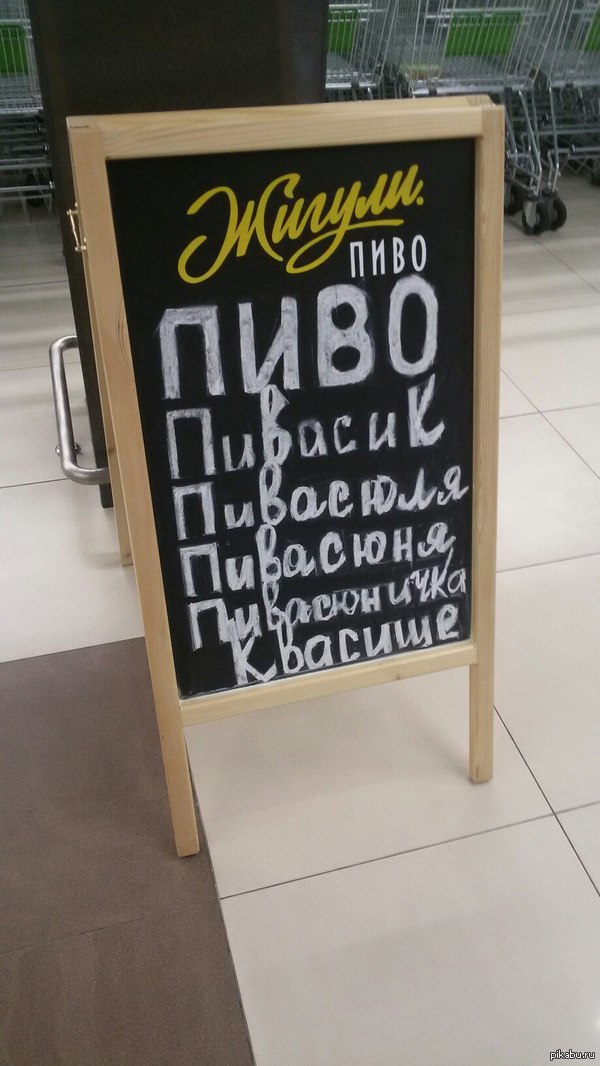 Жигули.
ПИВО
ПИВО
Пивасик
Пивасюля
Пивасюня
Пивасюничка
Квасище
pikabu.ru